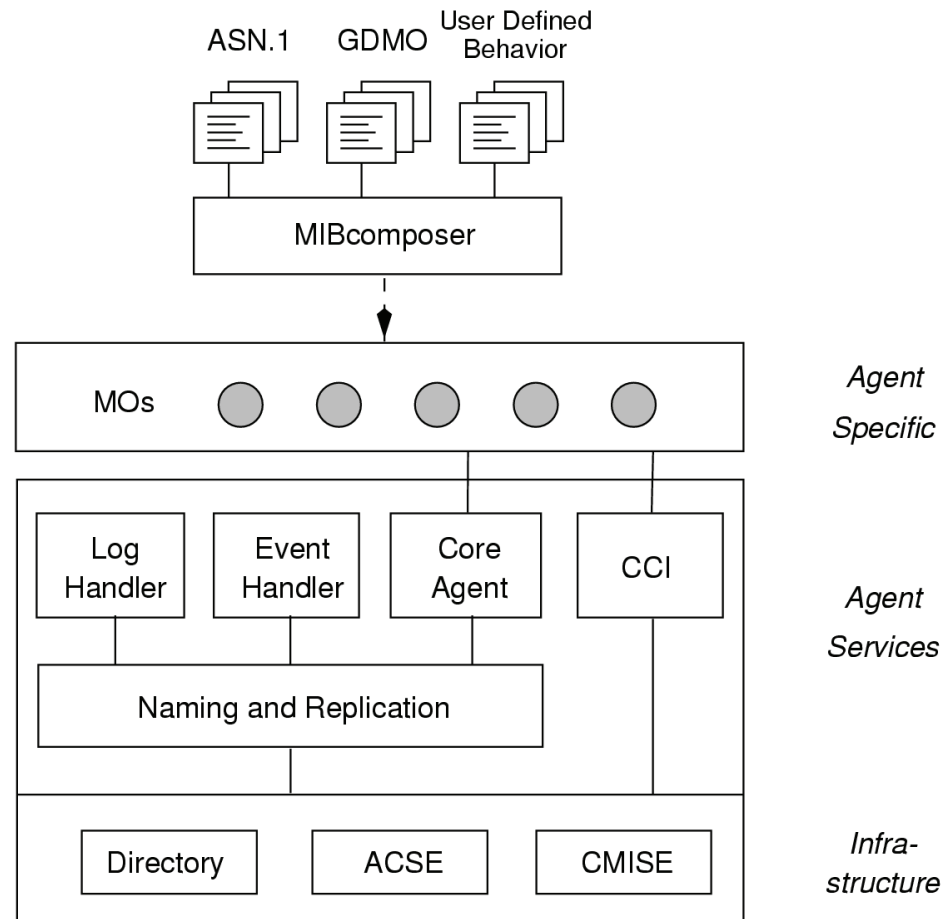 ASN.1
GDMO
User Defined
Behavior
MIBcomposer
MOs
Agent
Specific
Log
Handler
Event
Handler
Core
Agent
CCI
Agent
Services
Naming and Replication
Directory
ACSE
CMISE
Infra-
structure